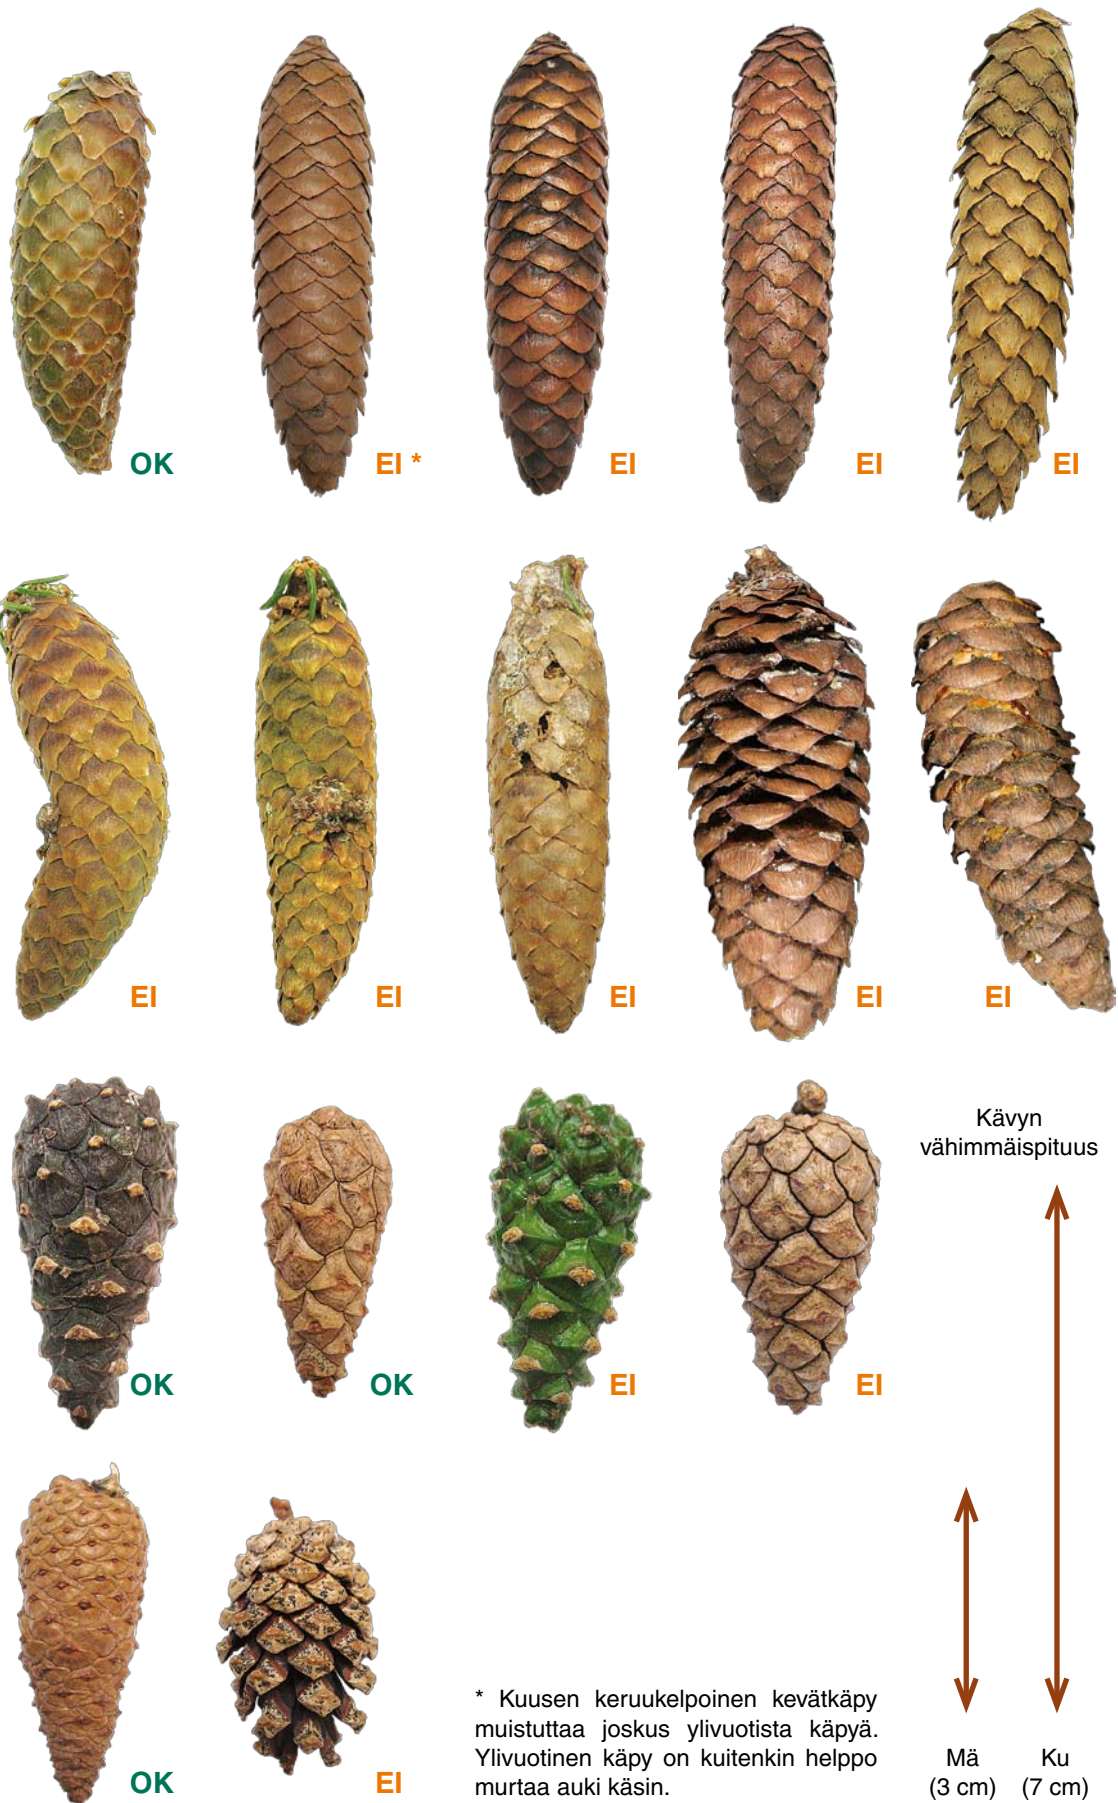 OK
EI *
EI
EI
EI
EI
EI
EI
EI
EI
OK
OK
EI
EI
Kävyn
vähimmäispituus
OK
EI
* Kuusen keruukelpoinen kevätkäpy
muistuttaa joskus ylivuotista käpyä.
Ylivuotinen käpy on kuitenkin helppo
murtaa auki käsin.
Mä
(3 cm)
Ku
(7 cm)